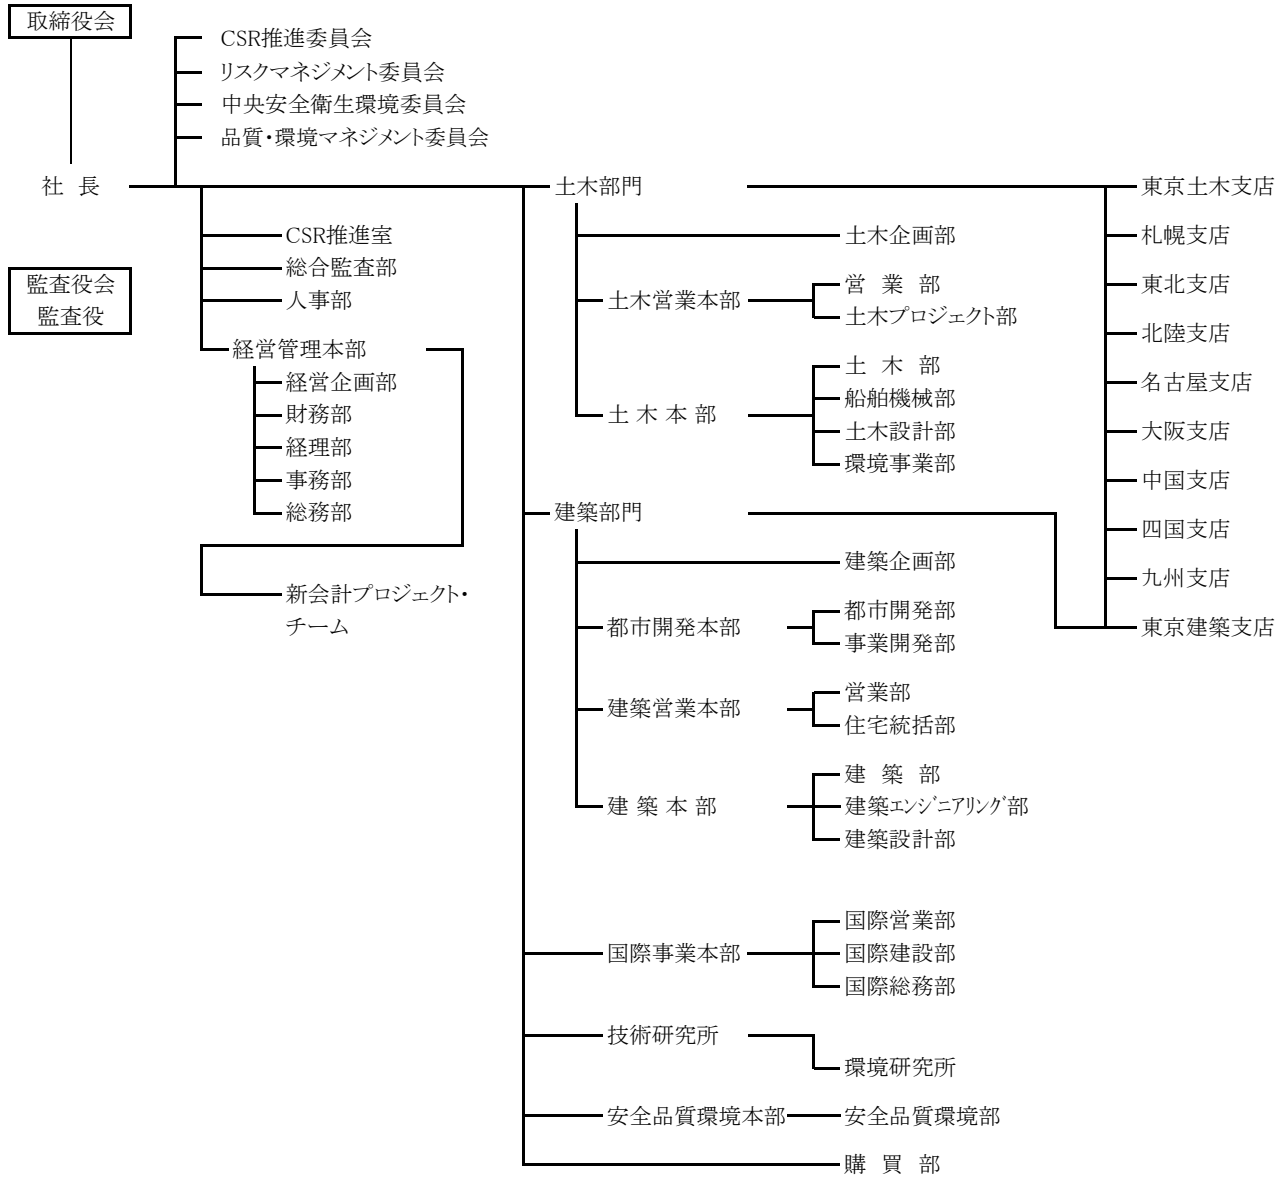 取締役会
CSR推進委員会
リスクマネジメント委員会
中央安全衛生環境委員会
品質・環境マネジメント委員会
社 長
土木部門
東京土木支店
CSR推進室
土木企画部
札幌支店
総合監査部
監査役会
監査役
人事部
土木営業本部
営 業 部
土木プロジェクト部
東北支店
北陸支店
経営管理本部
経営企画部
財務部
経理部
事務部
総務部
土 木 本 部
土 木 部
船舶機械部
土木設計部
環境事業部
名古屋支店
大阪支店
中国支店
四国支店
九州支店
東京建築支店
新会計プロジェクト・
チーム
建築部門
建築企画部
都市開発本部
都市開発部
事業開発部
建築営業本部
営業部
住宅統括部
建 築 本 部
建 築 部
建築エンジニアリング部
建築設計部
国際事業本部
国際営業部
国際建設部
国際総務部
技術研究所
環境研究所
安全品質環境本部
安全品質環境部
購 買 部